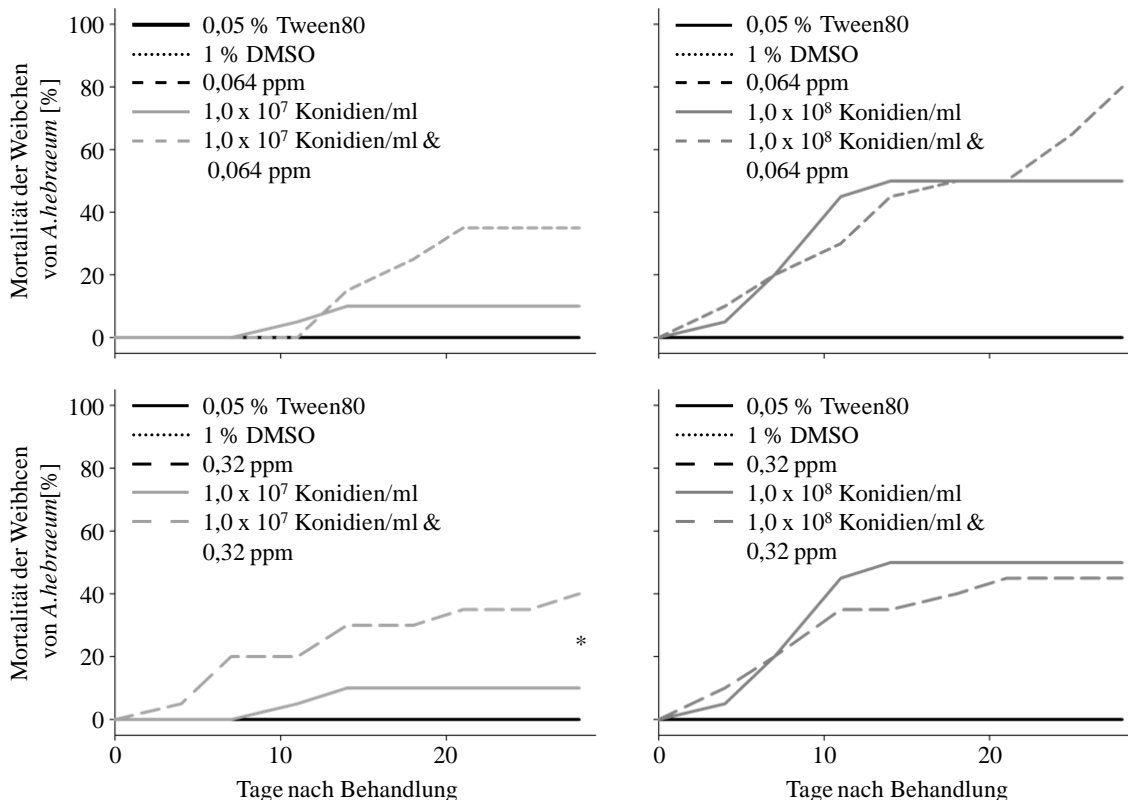 Mortalität der Weibchen
von A.hebraeum [%]
100
80
60
40
20
0
0,05 % Tween80
1 % DMSO
0,064 ppm
1,0 x 10⁷ Konidien/ml
1,0 x 10⁷ Konidien/ml &
0,064 ppm
0,05 % Tween80
1 % DMSO
0,064 ppm
1,0 x 10⁸ Konidien/ml
1,0 x 10⁸ Konidien/ml &
0,064 ppm
Mortalität der Weibhcen
von A.hebraeum[%]
100
80
60
40
20
0
0,05 % Tween80
1 % DMSO
0,32 ppm
1,0 x 10⁷ Konidien/ml
1,0 x 10⁷ Konidien/ml &
0,32 ppm
*
0 10 20
Tage nach Behandlung
0,05 % Tween80
1 % DMSO
0,32 ppm
1,0 x 10⁸ Konidien/ml
1,0 x 10⁸ Konidien/ml &
0,32 ppm
0 10 20
Tage nach Behandlung